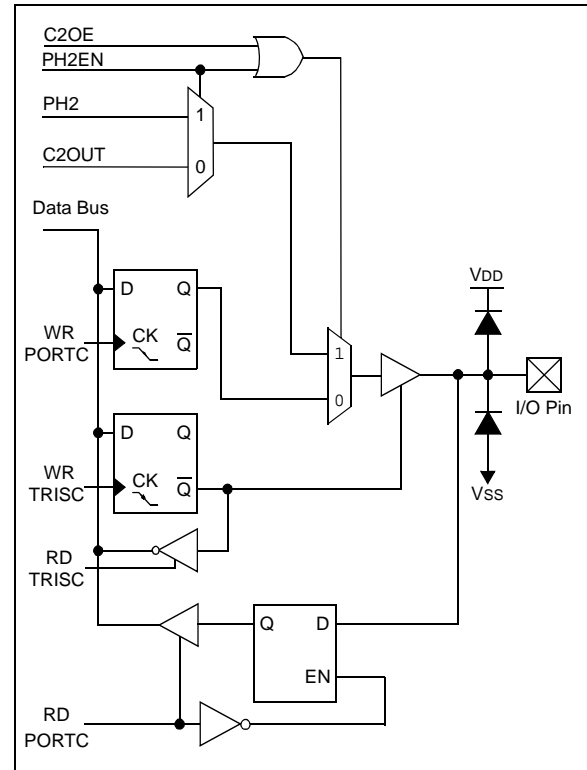 C2OE
PH2EN
PH2
1
C2OUT
0
Data Bus
VDD
D Q
WR
PORTC
CK
Q
1
0
I/O Pin
D Q
WR
TRISC
CK
Q
VSS
RD
TRISC
Q D
EN
RD
PORTC